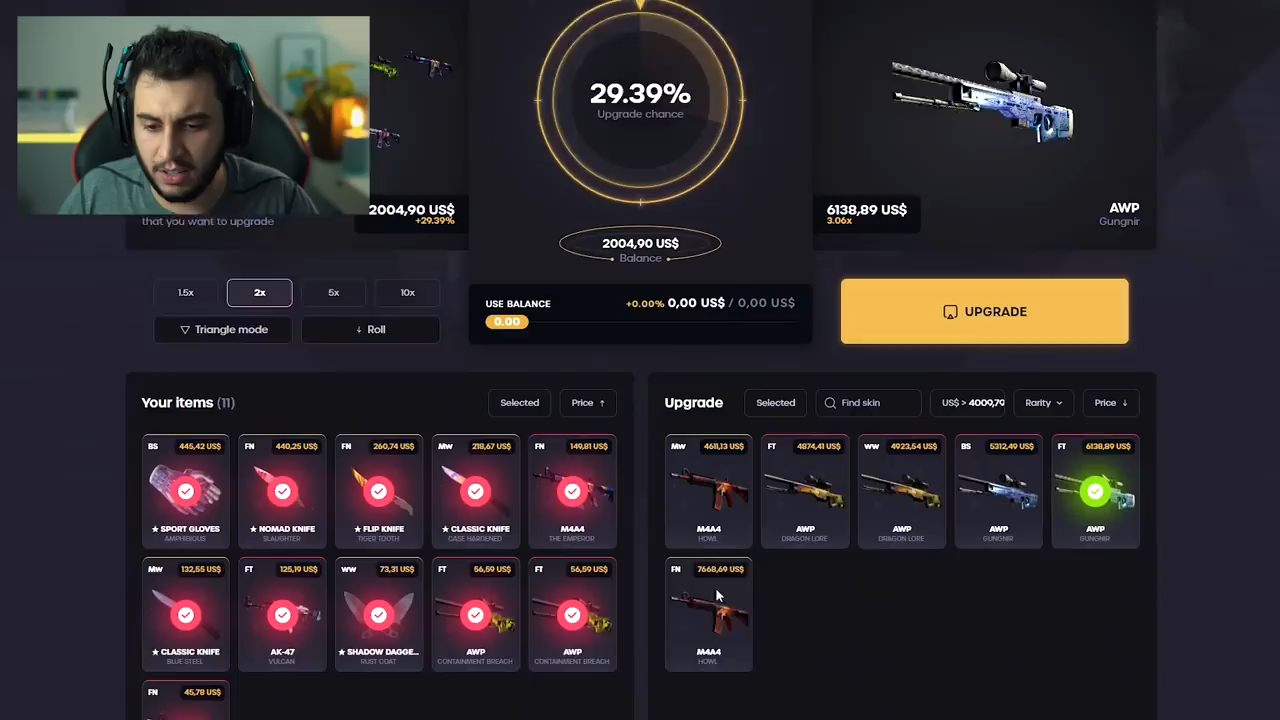 29.39%
Upgrade chance
that you want to upgrade
2004,90 US$
+29.39%
6138,89 US$
3.06x
AWP
Gungnir
2004,90 US$
Balance
1.5x
2x
5x
10x
Triangle mode
Roll
USE BALANCE
+0.00% 0,00 US$ / 0,00 US$
0.00
UPGRADE
Your items (11)
Selected
Price ↑
BS 445,42 US$
★ SPORT GLOVES
AMPHIBIOUS
FN 440,25 US$
★ NOMAD KNIFE
SLAUGHTER
FN 260,74 US$
★ FLIP KNIFE
TIGER TOOTH
MW 218,67 US$
★ CLASSIC KNIFE
CASE HARDENED
FN 149,81 US$
M4A4
THE EMPEROR
MW 132,55 US$
★ CLASSIC KNIFE
BLUE STEEL
FT 125,19 US$
AK-47
VULCAN
WW 73,31 US$
★ SHADOW DAGGE...
RUST COAT
FT 56,59 US$
AWP
CONTAINMENT BREACH
FT 56,59 US$
AWP
CONTAINMENT BREACH
FN 45,78 US$
Upgrade
Selected
Find skin
US$ > 4009,79
Rarity
Price ↓
MW 4611,13 US$
M4A4
HOWL
FT 4874,41 US$
AWP
DRAGON LORE
WW 4923,54 US$
AWP
DRAGON LORE
BS 5312,49 US$
AWP
GUNGNIR
FT 6138,89 US$
AWP
GUNGNIR
FN 7668,69 US$
M4A4
HOWL